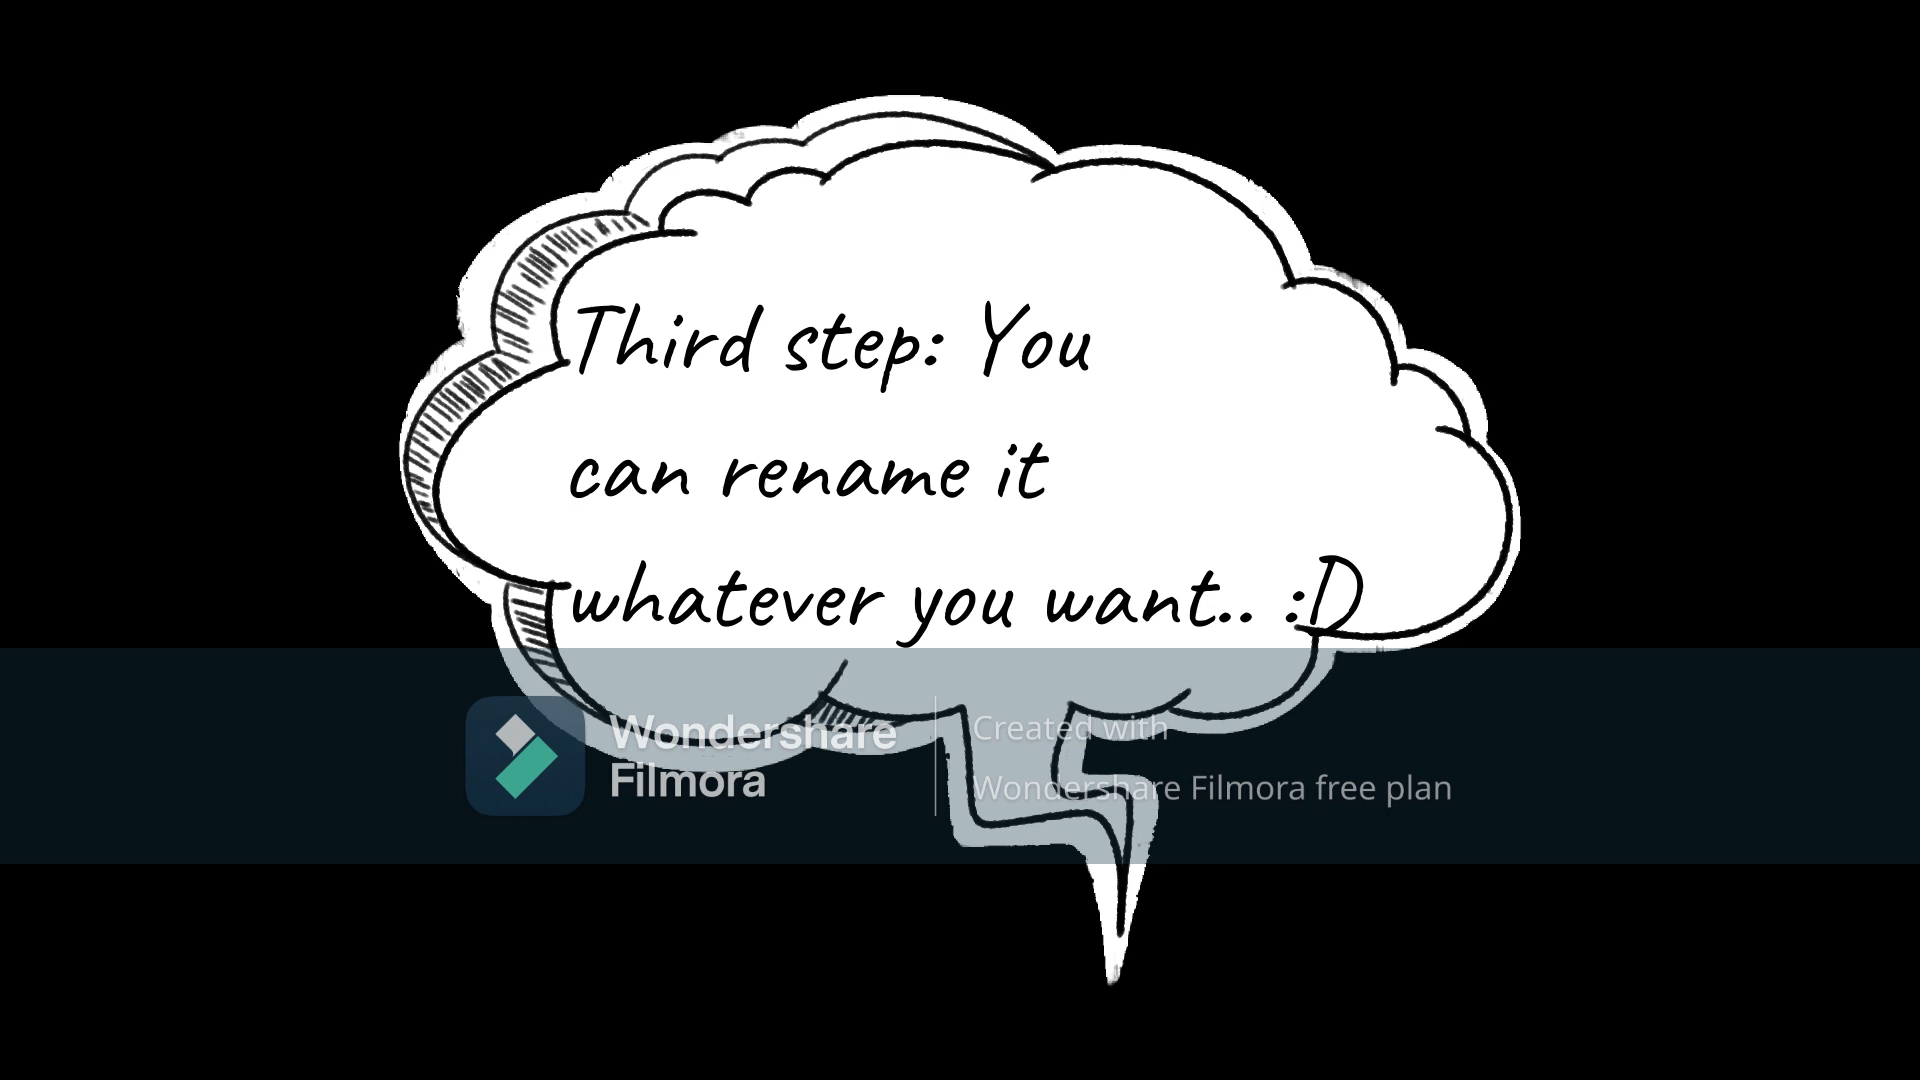 Third step: You
can rename it
whatever you want.. :D
Wondershare
Filmora
Created with
Wondershare Filmora free plan